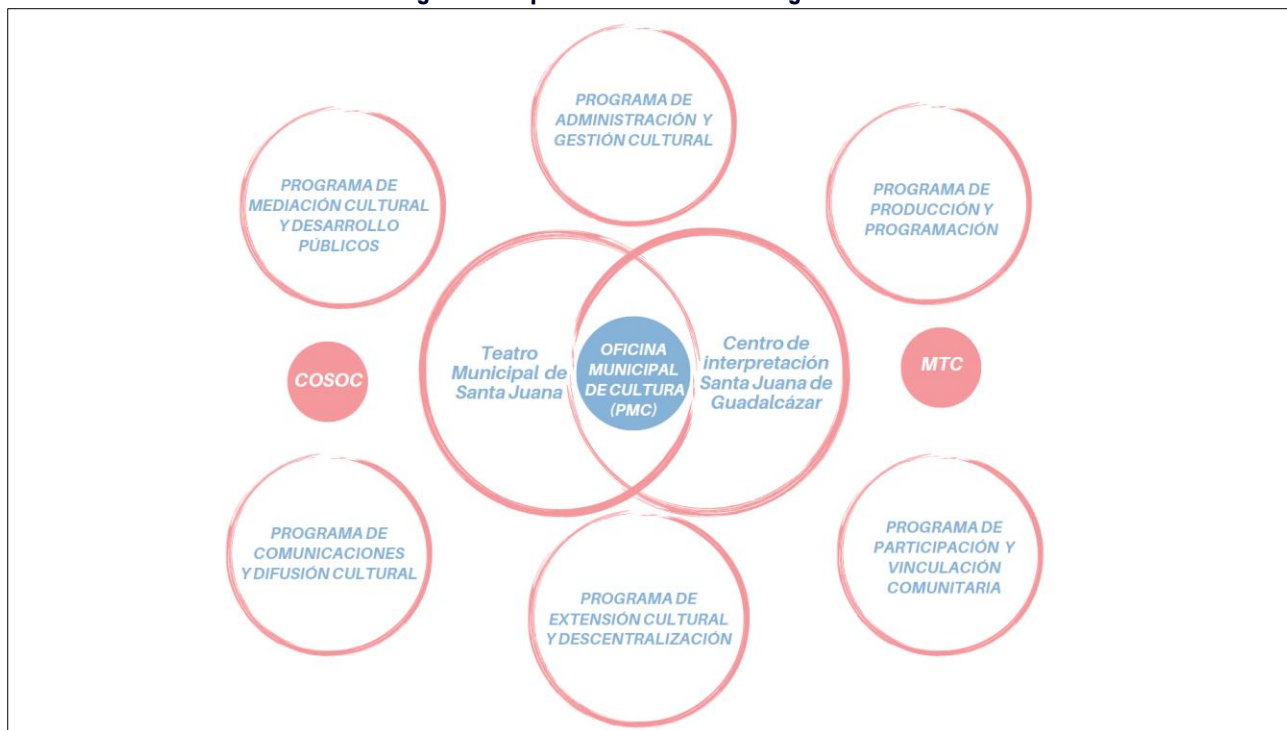 PROGRAMA DE
ADMINISTRACIÓN Y
GESTIÓN CULTURAL
PROGRAMA DE
MEDIACIÓN CULTURAL
Y DESARROLLO
PÚBLICOS
PROGRAMA DE
PRODUCCIÓN Y
PROGRAMACIÓN
Teatro
Municipal de
Santa Juana
OFICINA
MUNICIPAL
DE CULTURA
(PMC)
Centro de
interpretación
Santa Juana de
Guadalcázar
COSOC
MTC
PROGRAMA DE
COMUNICACIONES
Y DIFUSIÓN CULTURAL
PROGRAMA DE
EXTENSIÓN CULTURAL
Y DESCENTRALIZACIÓN
PROGRAMA DE
PARTICIPACIÓN Y
VINCULACIÓN
COMUNITARIA